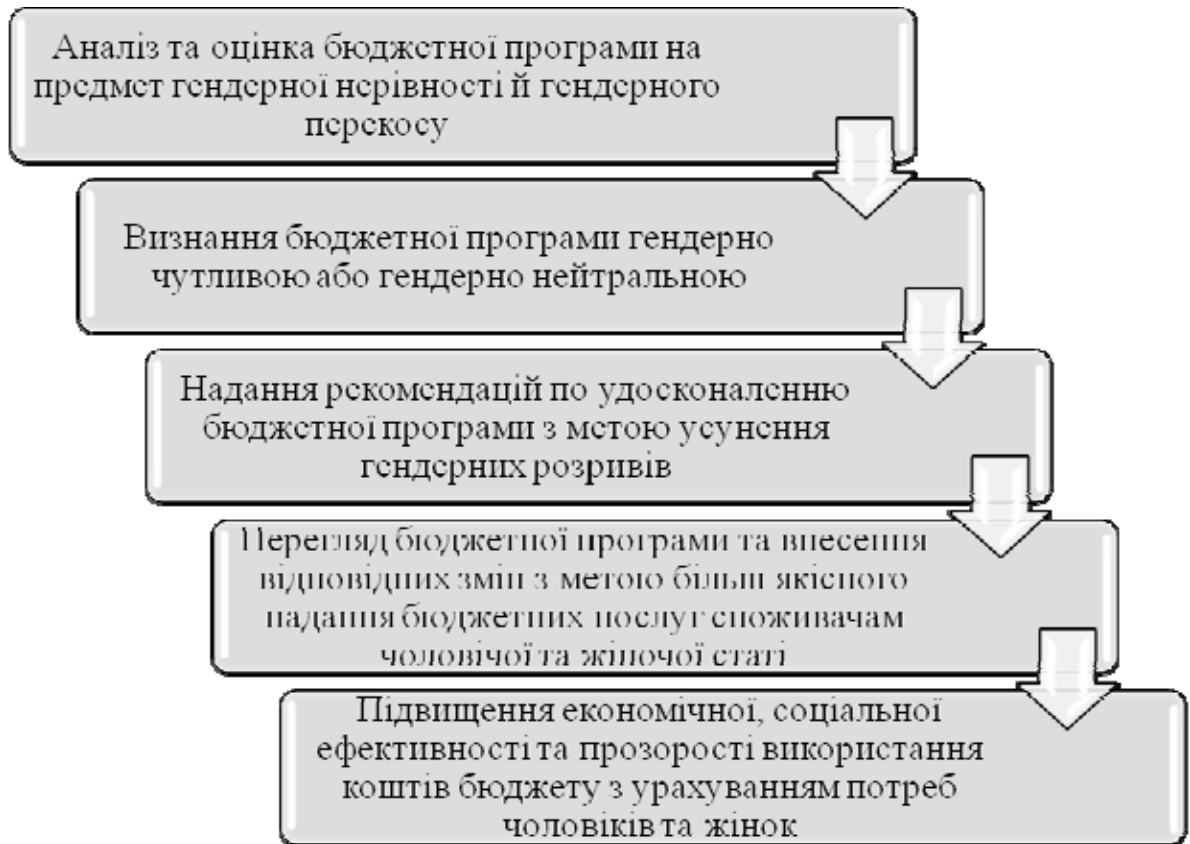 Аналіз та оцінка бюджетної програми на
предмет гендерної нерівності й гендерного
перекосу
Визнання бюджетної програми гендерно
чутливою або гендерно нейтральною
Надання рекомендацій по удосконаленню
бюджетної програми з метою усунення
гендерних розривів
Перегляд бюджетної програми та внесення
відповідних змін з метою більш якісного
надання бюджетних послуг споживачам
чоловічої та жіночої статі
Підвищення економічної, соціальної
ефективності та прозорості використання
коштів бюджету з урахуванням потреб
чоловіків та жінок